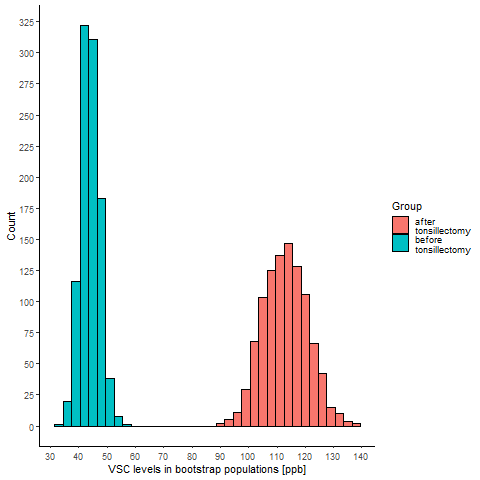 325
300
275
250
225
200
175
150
125
100
75
50
25
0
Count
30 40 50 60 70 80 90 100 110 120 130 140
VSC levels in bootstrap populations [ppb]
Group
after
tonsillectomy
before
tonsillectomy